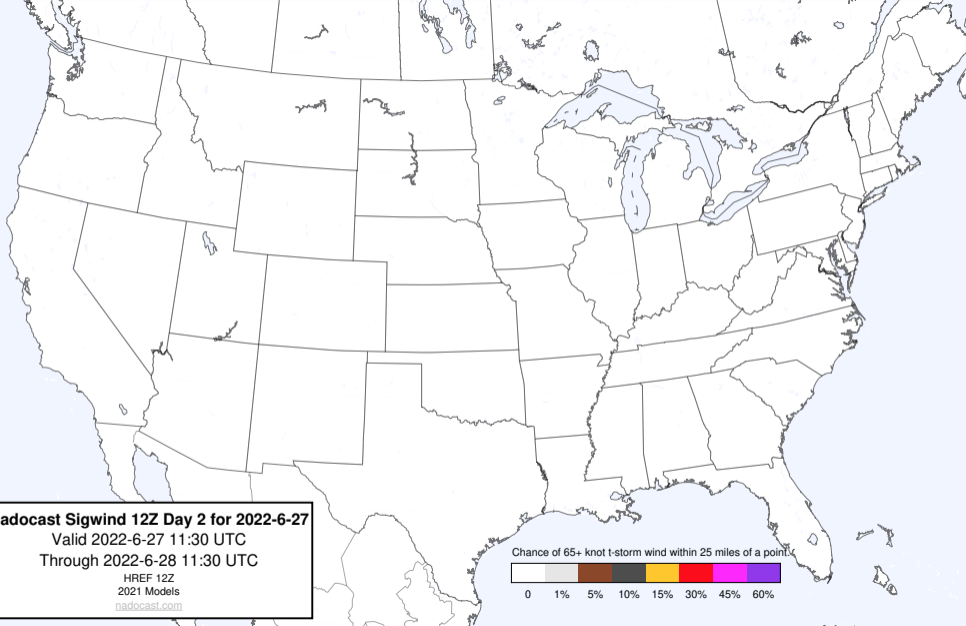 adocast Sigwind 12Z Day 2 for 2022-6-27
Valid 2022-6-27 11:30 UTC
Through 2022-6-28 11:30 UTC
HREF 12Z
2021 Models
nadocast.com
Chance of 65+ knot t-storm wind within 25 miles of a point.
0 1% 5% 10% 15% 30% 45% 60%